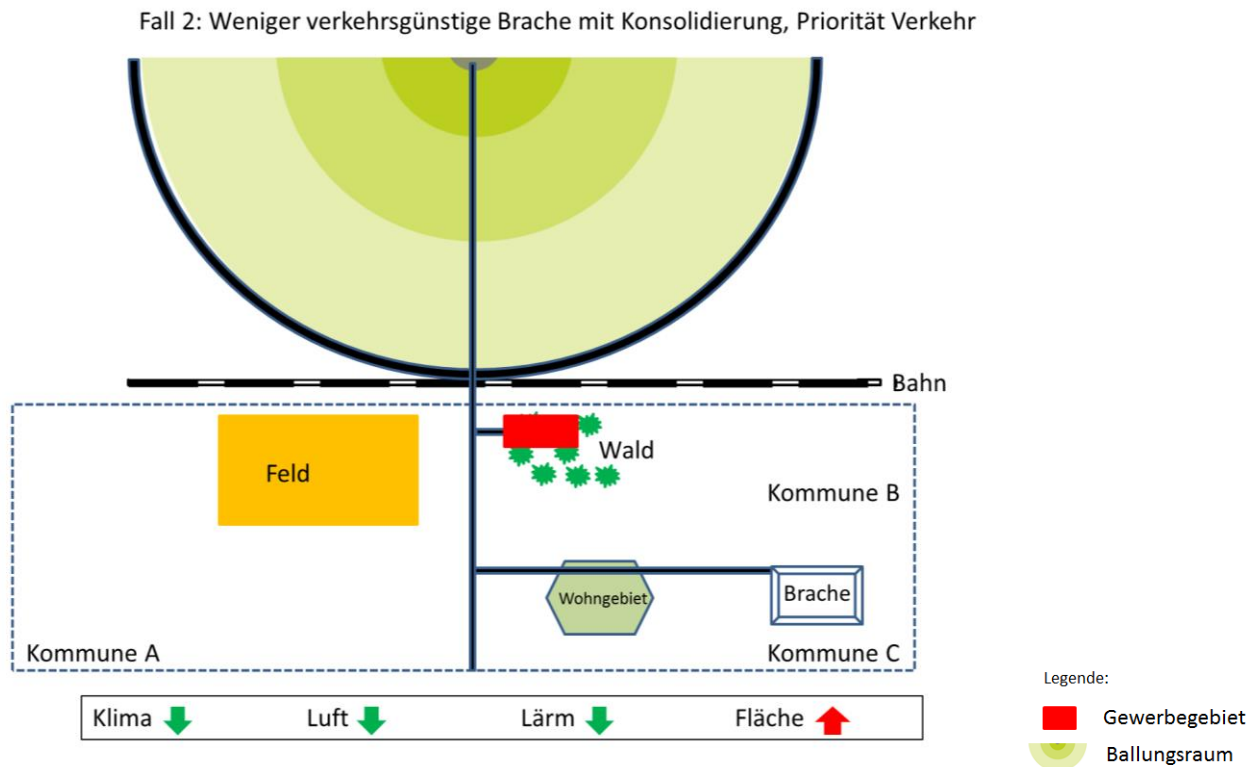 Fall 2: Weniger verkehrsgünstige Brache mit Konsolidierung, Priorität Verkehr
Bahn
Wald
Feld
Kommune B
Wohngebiet
Brache
Kommune A
Kommune C
Klima
Luft
Lärm
Fläche
Legende:
Gewerbegebiet
Ballungsraum